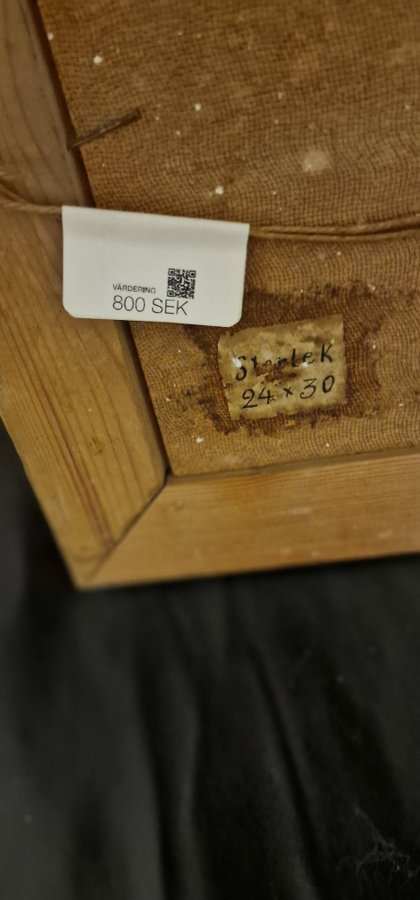 VÄRDERING
800 SEK
Storlek
24 x 30